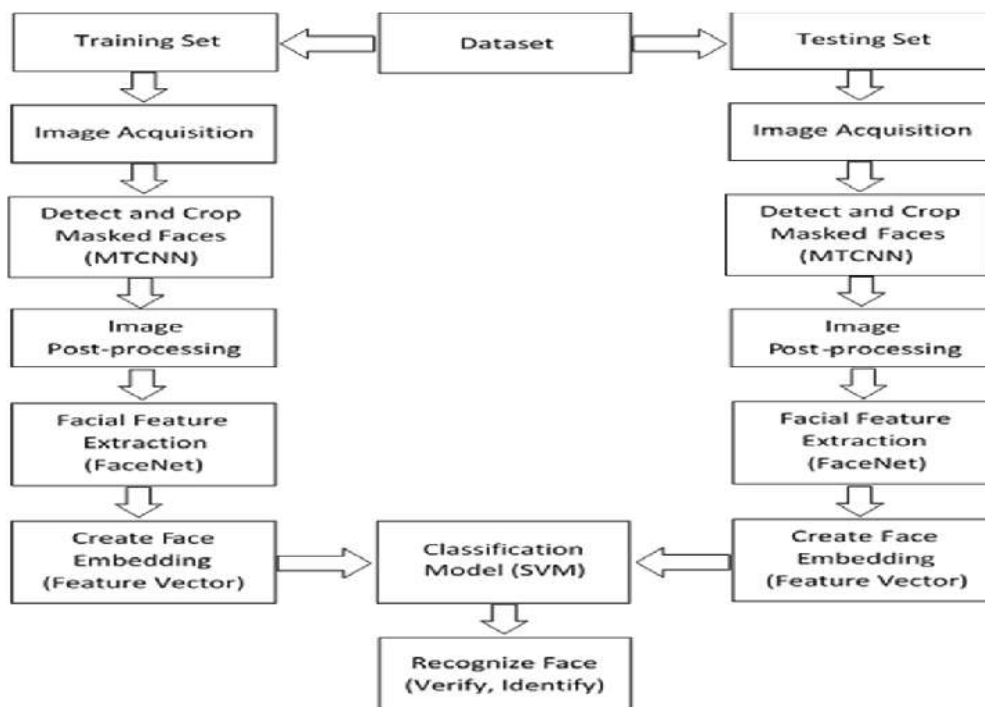 Training Set
Dataset
Testing Set
Image Acquisition
Image Acquisition
Detect and Crop
Masked Faces
(MTCNN)
Detect and Crop
Masked Faces
(MTCNN)
Image
Post-processing
Image
Post-processing
Facial Feature
Extraction
(FaceNet)
Facial Feature
Extraction
(FaceNet)
Create Face
Embedding
(Feature Vector)
Classification
Model (SVM)
Create Face
Embedding
(Feature Vector)
Recognize Face
(Verify, Identify)